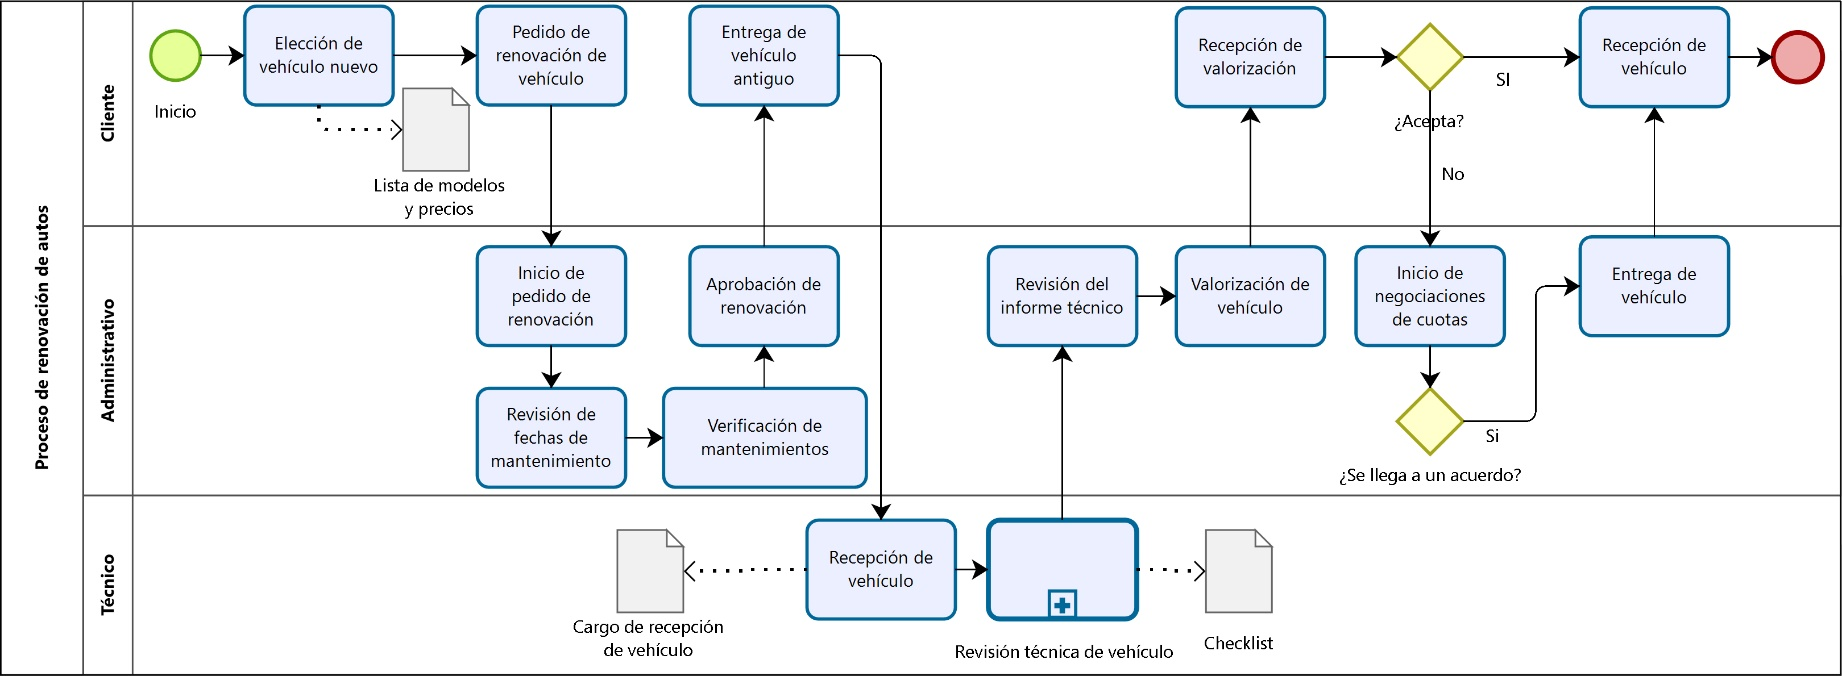 Proceso de renovación de autos
Cliente
Inicio
Elección de
vehículo nuevo
Lista de modelos
y precios
Pedido de
renovación de
vehículo
Entrega de
vehículo
antiguo
Recepción de
valorización
¿Acepta?
SI
No
Recepción de
vehículo
Administrativo
Inicio de
pedido de
renovación
Revisión de
fechas de
mantenimiento
Verificación de
mantenimientos
Aprobación de
renovación
Revisión del
informe técnico
Valorización de
vehículo
Inicio de
negociaciones
de cuotas
¿Se llega a un acuerdo?
Si
Entrega de
vehículo
Técnico
Cargo de recepción
de vehículo
Recepción de
vehículo
Revisión técnica de vehículo
Checklist